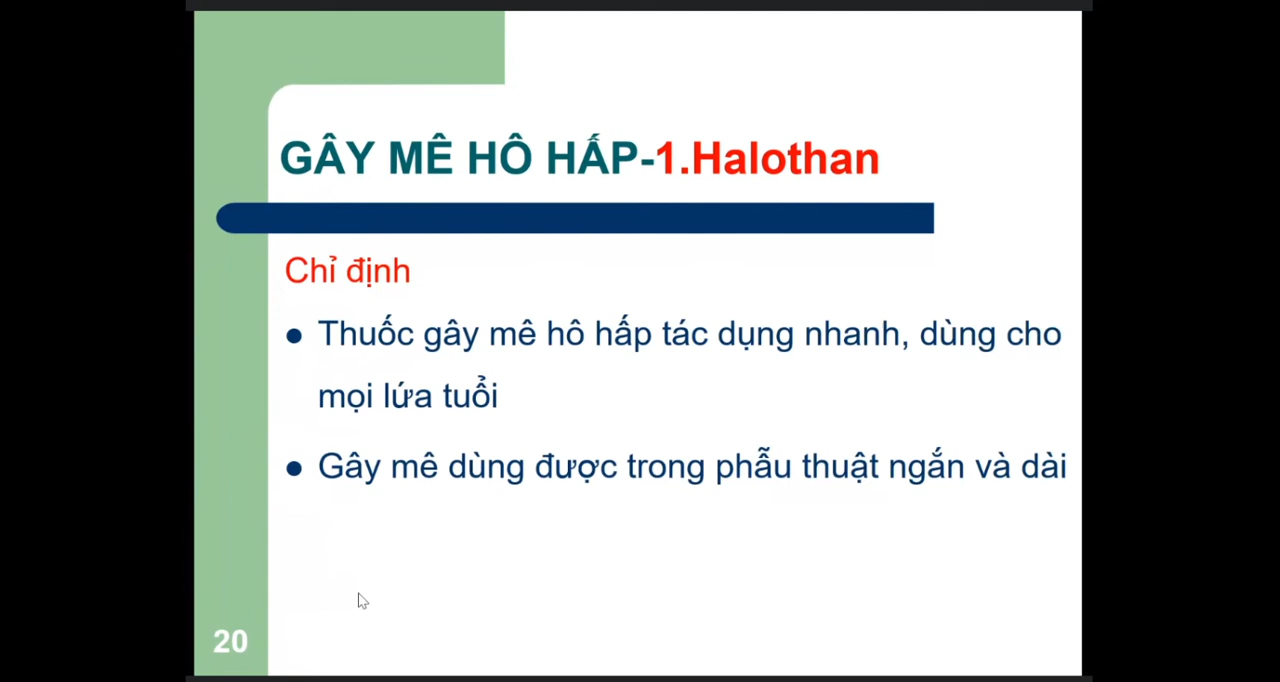 GÂY MÊ HÔ HẤP-1.Halothan
Chỉ định
● Thuốc gây mê hô hấp tác dụng nhanh, dùng cho
mọi lứa tuổi
● Gây mê dùng được trong phẫu thuật ngắn và dài
20